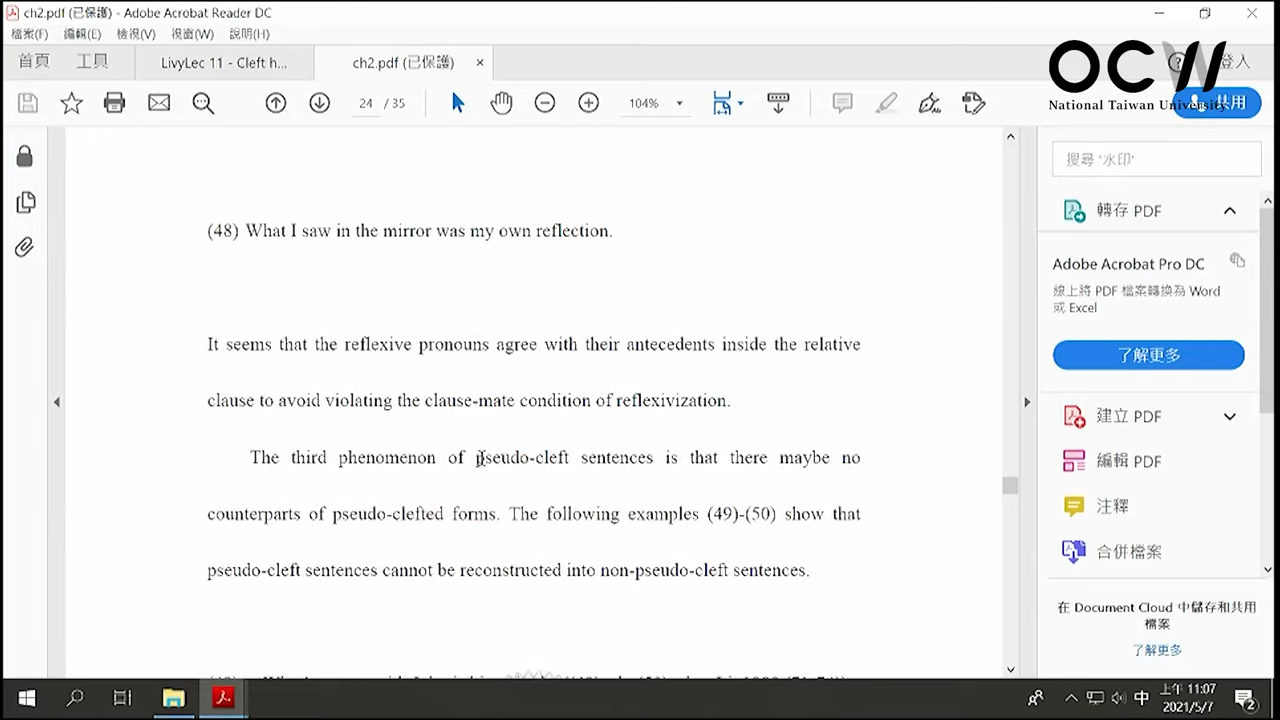 ch2.pdf (已保護) - Adobe Acrobat Reader DC
檔案(F) 編輯(E) 檢視(V) 視窗(W) 說明(H)
首頁 工具 LivyLec 11 - Cleft h... ch2.pdf (已保護) × 登入
OCW
National Taiwan University
24 / 35 104% 共用
搜尋 '水印'
轉存 PDF
Adobe Acrobat Pro DC
線上將 PDF 檔案轉換為 Word
或 Excel
了解更多
建立 PDF
編輯 PDF
注釋
合併檔案
在 Document Cloud 中儲存和共用
檔案
了解更多
(48) What I saw in the mirror was my own reflection.
It seems that the reflexive pronouns agree with their antecedents inside the relative
clause to avoid violating the clause-mate condition of reflexivization.
The third phenomenon of pseudo-cleft sentences is that there maybe no
counterparts of pseudo-clefted forms. The following examples (49)-(50) show that
pseudo-cleft sentences cannot be reconstructed into non-pseudo-cleft sentences.
中 上午 11:07
2021/5/7
2